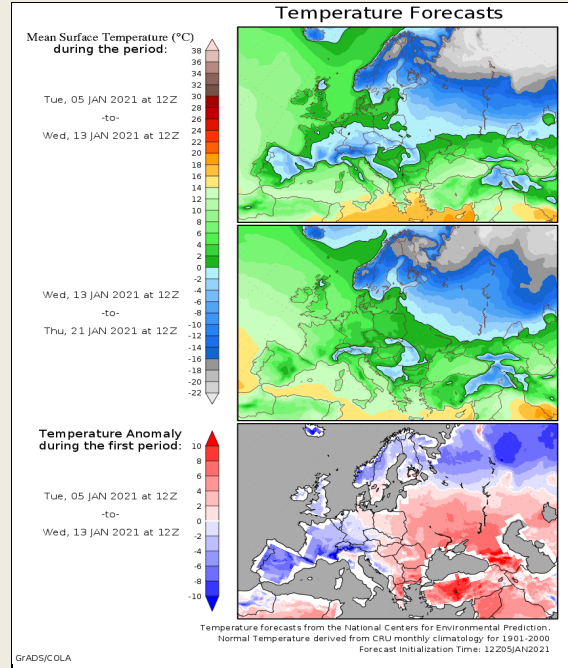 Temperature Forecasts
Mean Surface Temperature (°C)
during the period:
38
36
34
32
30
28
26
24
22
20
18
16
14
12
10
8
6
4
2
0
-2
-4
-6
-8
-10
-12
-14
-16
-18
-20
-22
Tue, 05 JAN 2021 at 12Z
-to-
Wed, 13 JAN 2021 at 12Z
Wed, 13 JAN 2021 at 12Z
-to-
Thu, 21 JAN 2021 at 12Z
Temperature Anomaly
during the first period:
10
8
6
4
2
0
-2
-4
-6
-8
-10
Tue, 05 JAN 2021 at 12Z
-to-
Wed, 13 JAN 2021 at 12Z
Temperature forecasts from the National Centers for Environmental Prediction.
Normal Temperature derived from CRU monthly climatology for 1901-2000
Forecast Initialization Time: 12Z05JAN2021
GrADS/COLA